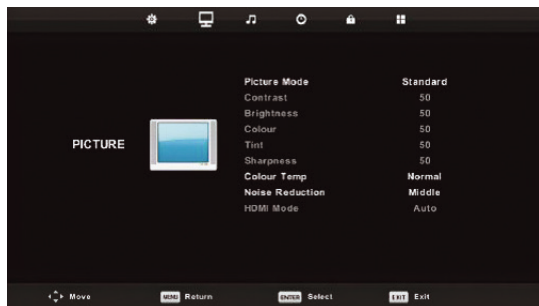 PICTURE
Picture Mode Standard
Contrast 50
Brightness 50
Colour 50
Tint 50
Sharpness 50
Colour Temp Normal
Noise Reduction Middle
HDMI Mode Auto
Move MENU Return ENTER Select EXIT Exit